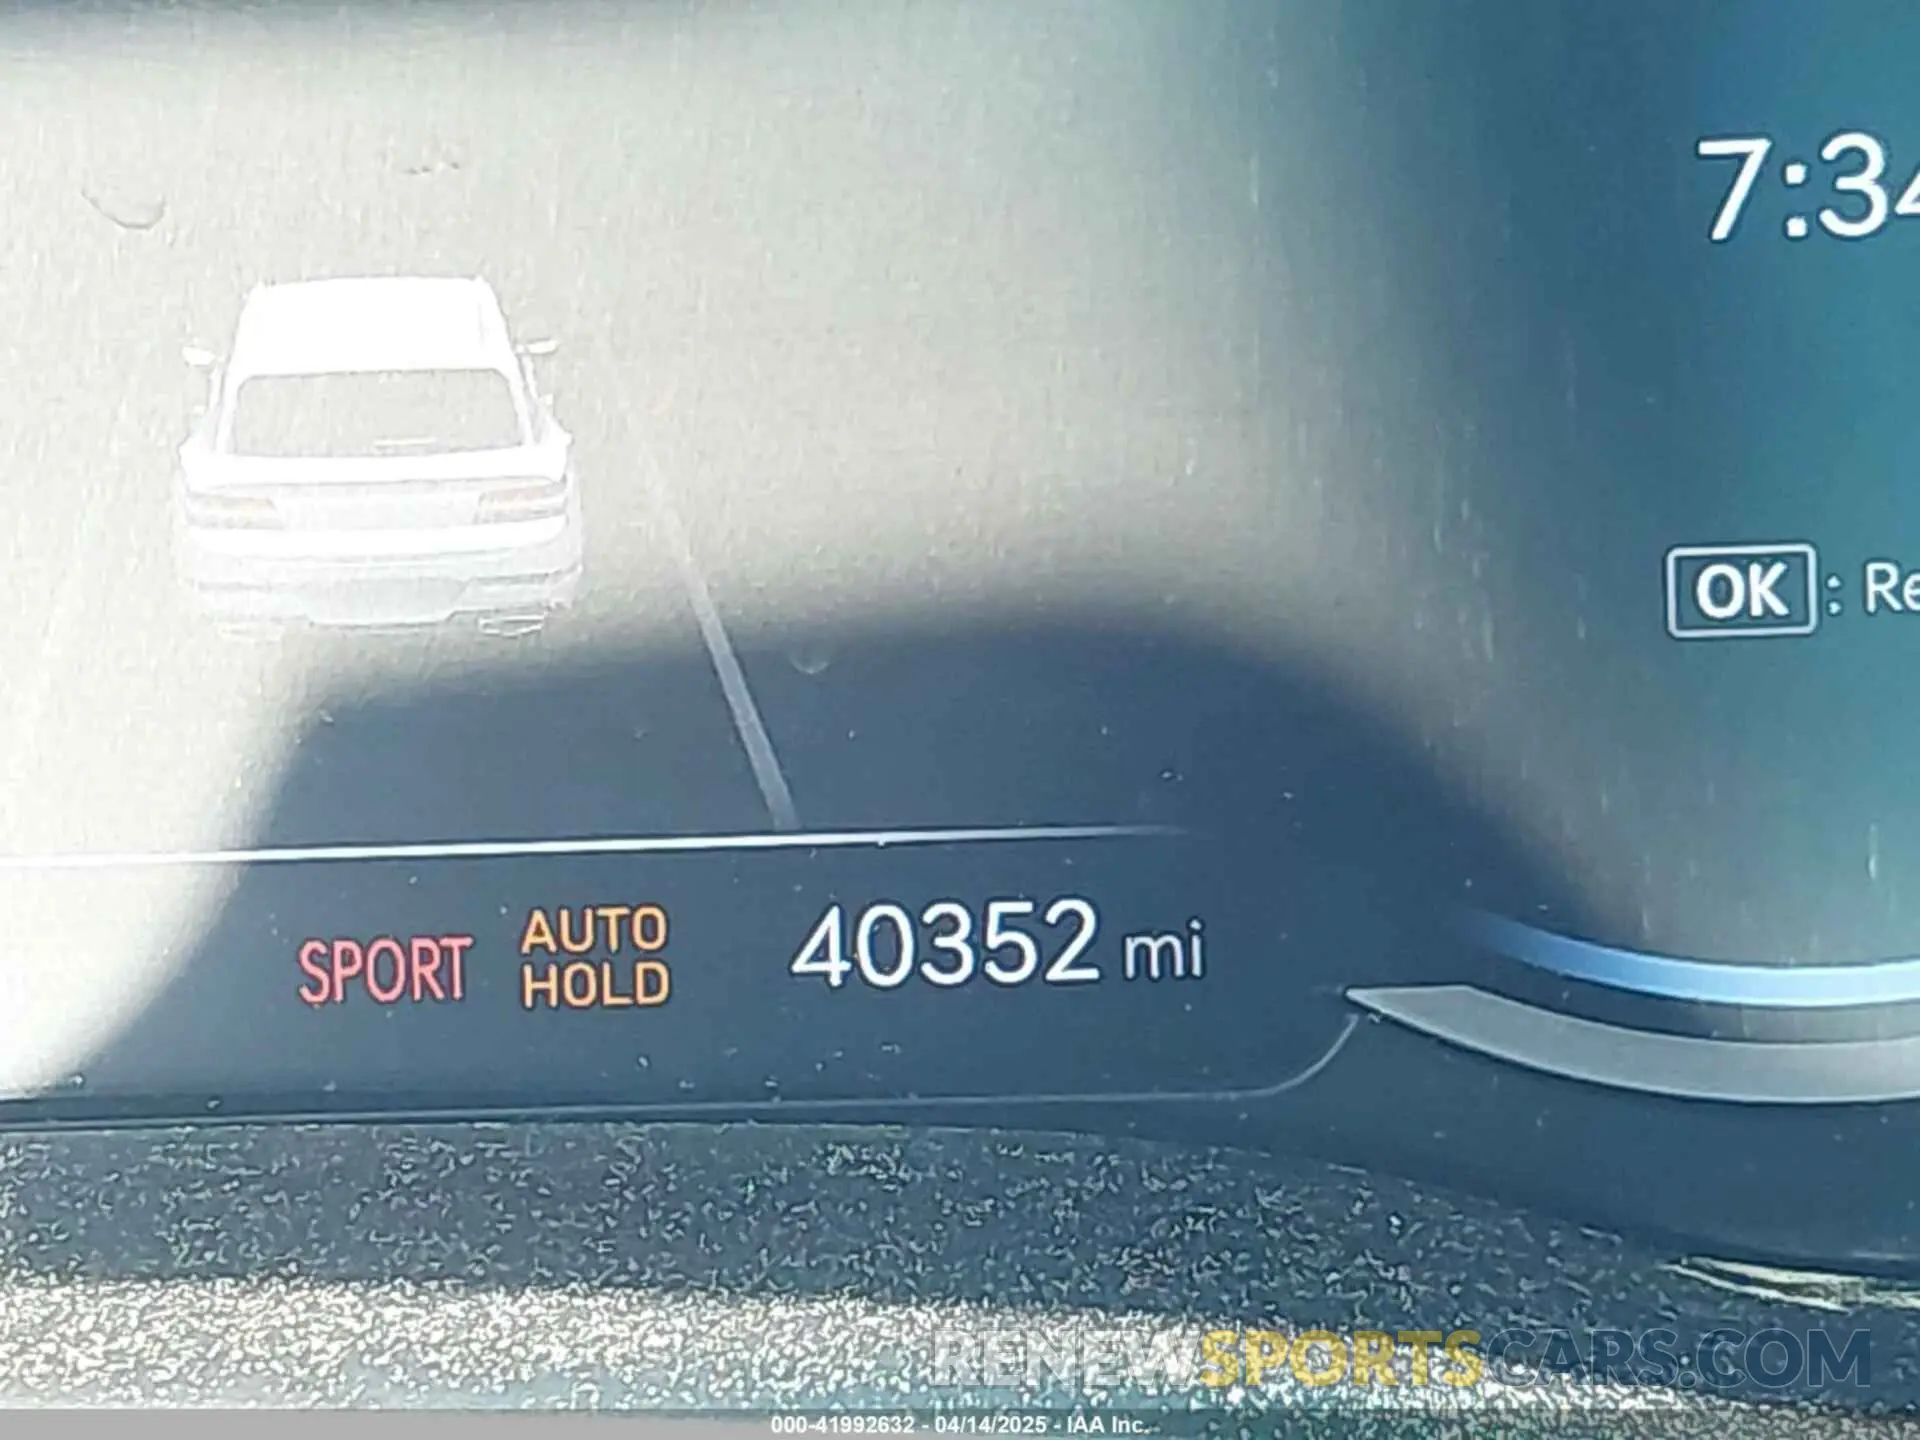 7:34
OK : Re
SPORT AUTO HOLD 40352 mi
RENEWSPORTSCARS.COM
000-41992632 - 04/14/2025 - IAA Inc.